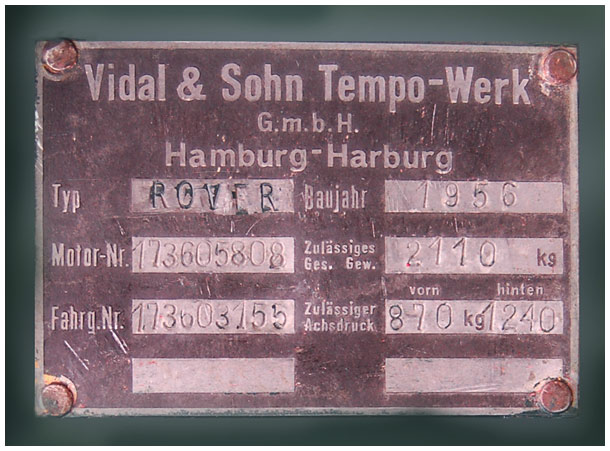 Vidal & Sohn Tempo-Werk
G.m.b.H.
Hamburg-Harburg
Typ ROVER Baujahr 1956
Motor-Nr. 173605808 Zulässiges Ges. Gew. 2110 kg
vorn hinten
Fahrg.Nr. 173603155 Zulässiger Achsdruck 870 kg 1240